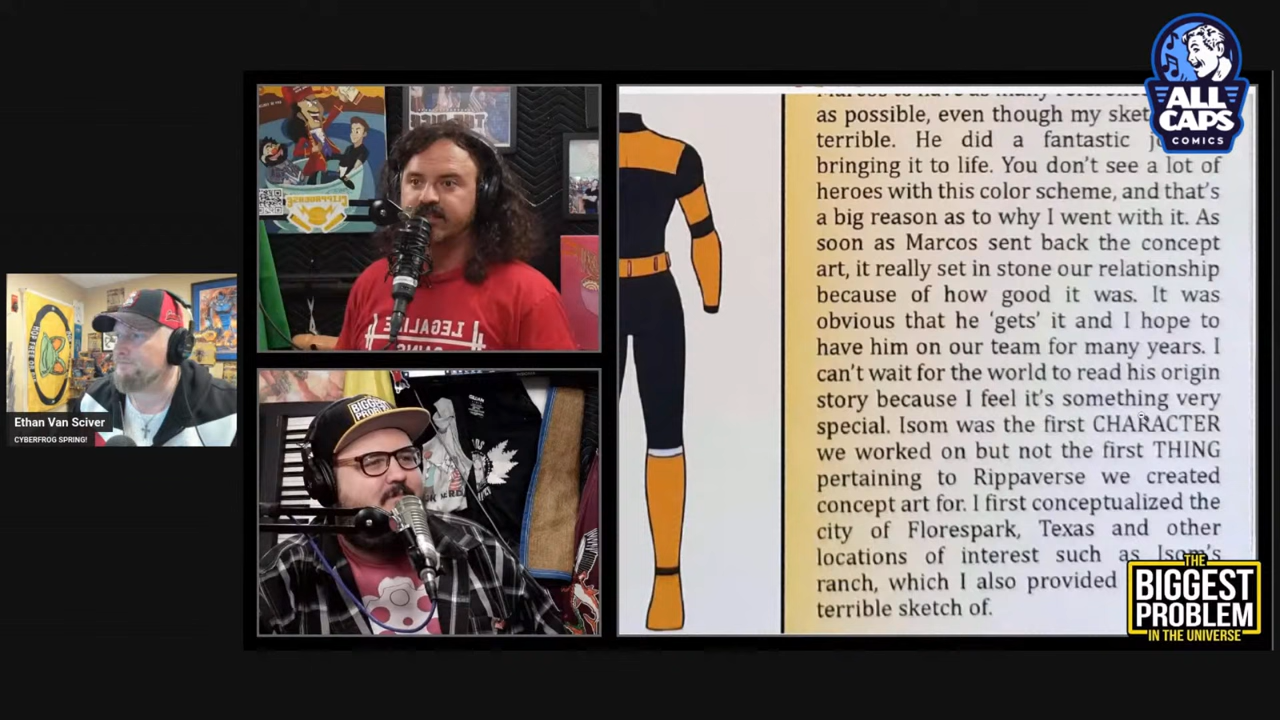 ALL
CAPS
COMICS
as possible, even though my
terrible. He did a fantastic
bringing it to life. You don't see a lot of
heroes with this color scheme, and that's
a big reason as to why I went with it. As
soon as Marcos sent back the concept
art, it really set in stone our relationship
because of how good it was. It was
obvious that he 'gets' it and I hope to
have him on our team for many years. I
can't wait for the world to read his origin
story because I feel it's something very
special. Isom was the first CHARACTER
we worked on but not the first THING
pertaining to Rippaverse we created
concept art for. I first conceptualized the
city of Florespark, Texas and other
locations of interest such as Isom's
ranch, which I also provided
terrible sketch of.
Ethan Van Sciver
CYBERFROG SPRING!
LEGALIZE
BIGGEST
PROBLEM
THE
BIGGEST
PROBLEM
IN THE UNIVERSE